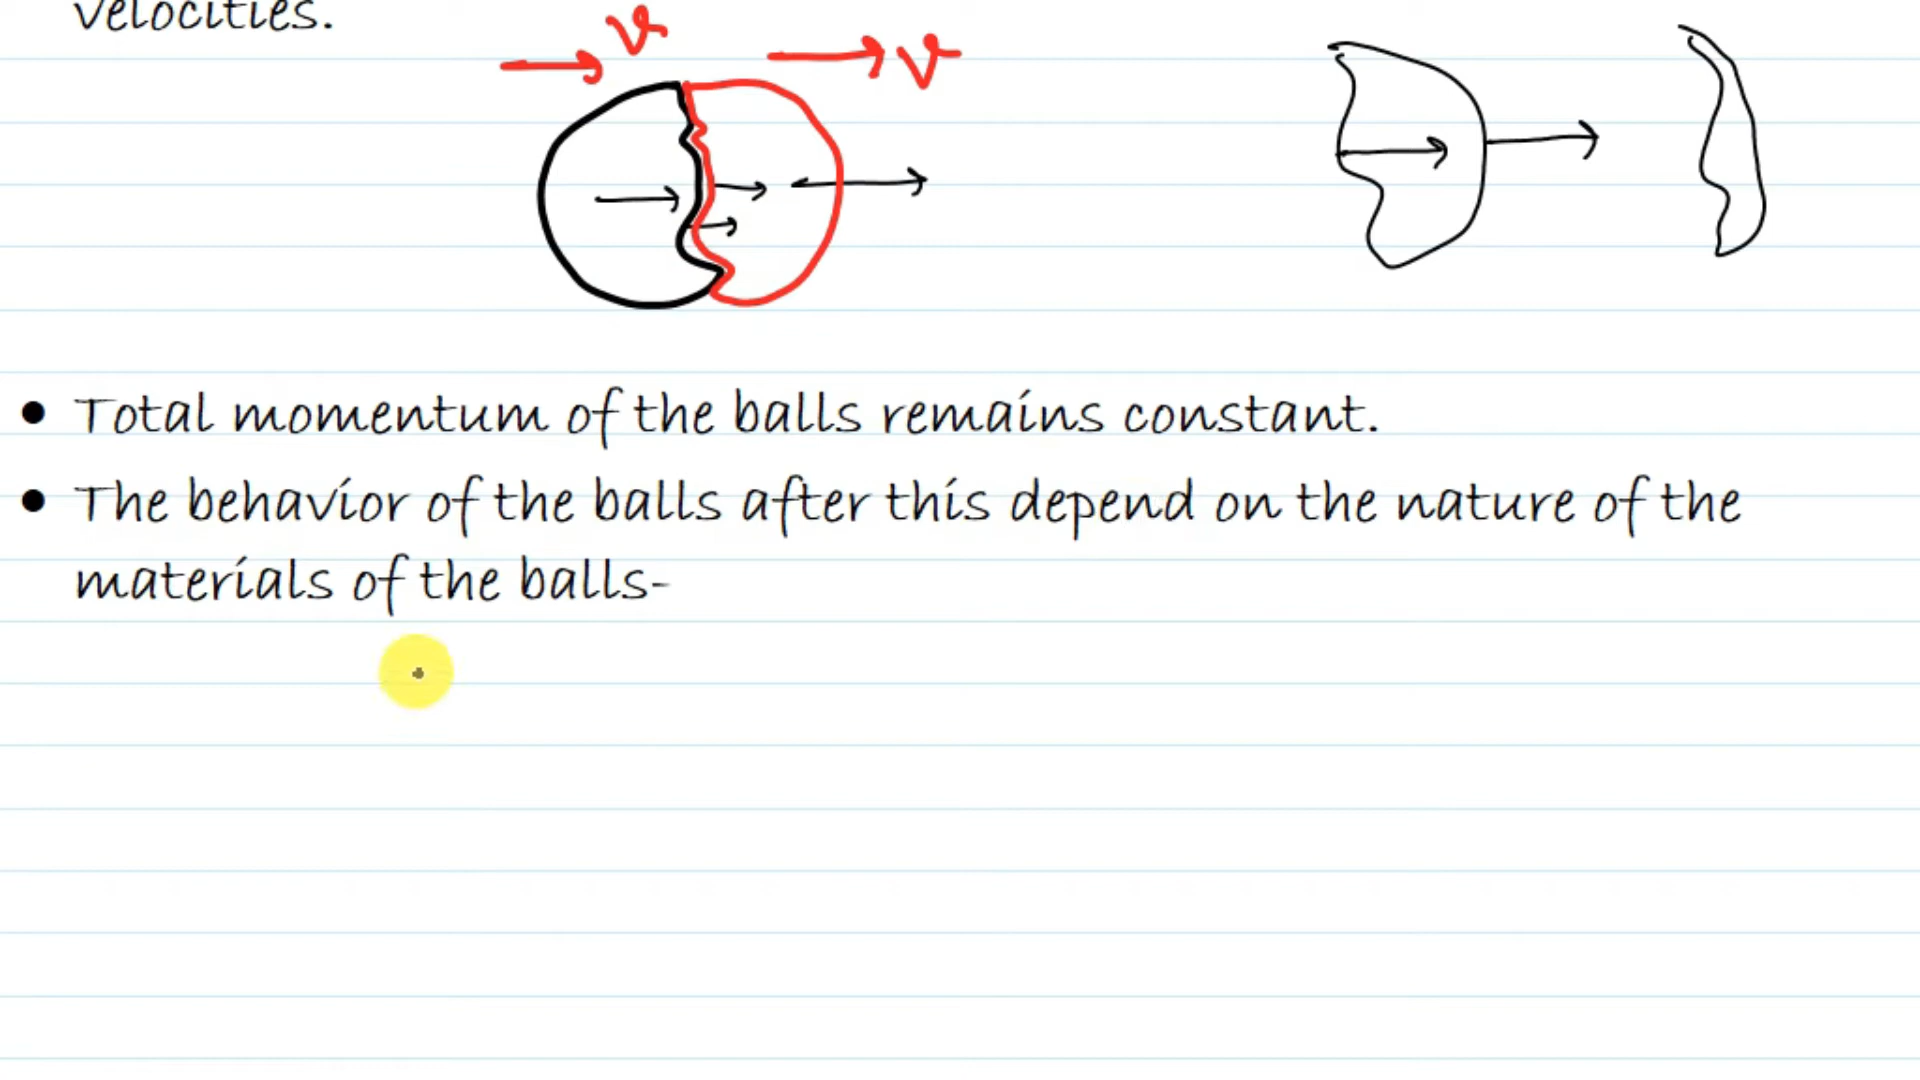 velocities.
v
v
• Total momentum of the balls remains constant.
• The behavior of the balls after this depend on the nature of the
materials of the balls-